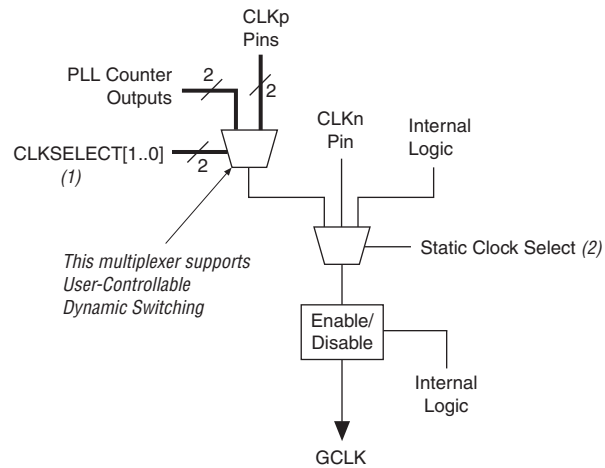 CLKp
Pins
PLL Counter
Outputs
2
2
CLKn
Pin
Internal
Logic
CLKSELECT[1..0]
(1)
2
This multiplexer supports
User-Controllable
Dynamic Switching
Static Clock Select (2)
Enable/
Disable
Internal
Logic
GCLK